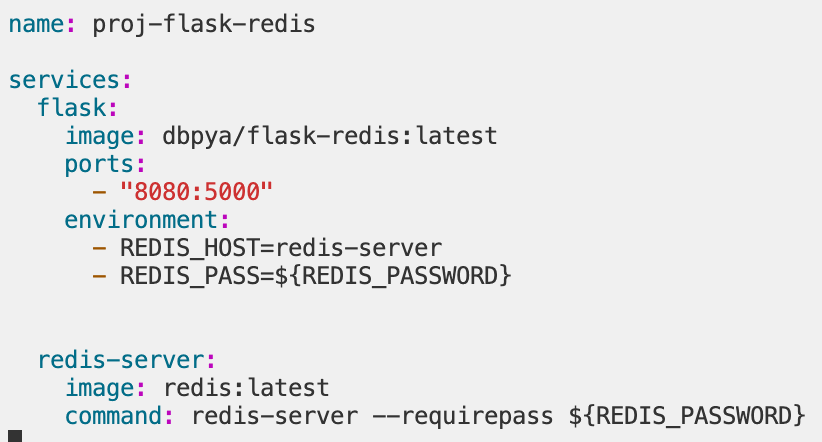 name: proj-flask-redis
services:
  flask:
    image: dbpya/flask-redis:latest
    ports:
      - "8080:5000"
    environment:
      - REDIS_HOST=redis-server
      - REDIS_PASS=${REDIS_PASSWORD}
  redis-server:
    image: redis:latest
    command: redis-server --requirepass ${REDIS_PASSWORD}